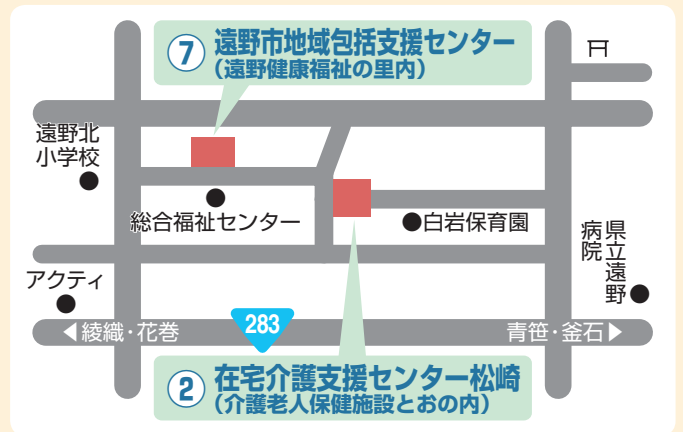 ⑦ 遠野市地域包括支援センター
（遠野健康福祉の里内）
遠野北
小学校
総合福祉センター
白岩保育園
県立遠野
病院
アクティ
◀綾織・花巻
283
青笹・釜石▶
② 在宅介護支援センター松崎
（介護老人保健施設とおの内）